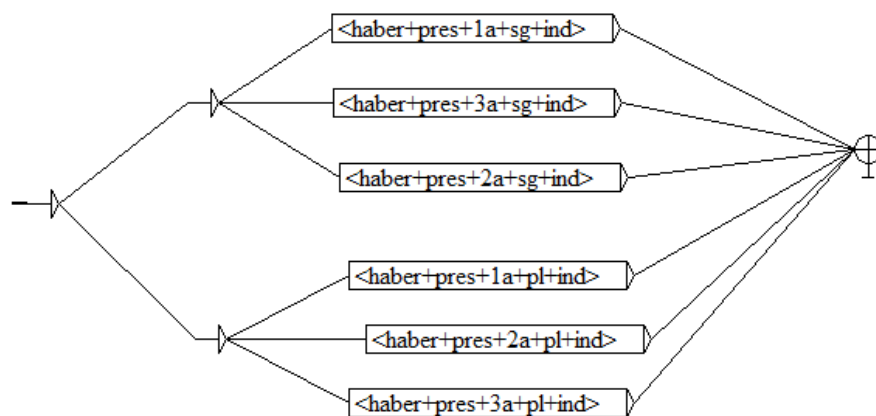 <haber+pres+1a+sg+ind>
<haber+pres+3a+sg+ind>
<haber+pres+2a+sg+ind>
<haber+pres+1a+pl+ind>
<haber+pres+2a+pl+ind>
<haber+pres+3a+pl+ind>